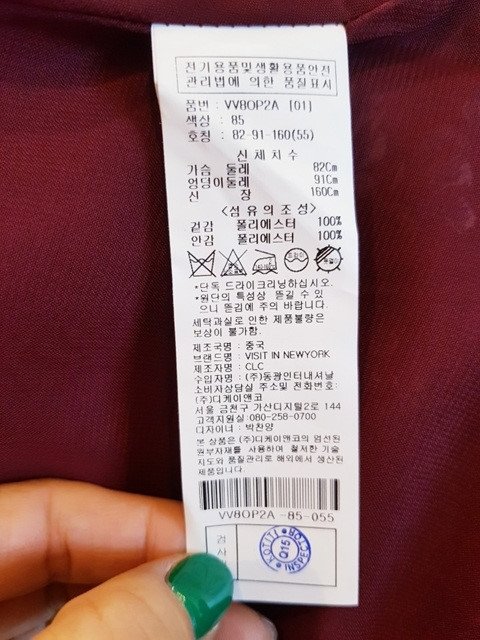 전기용품및생활용품안전
관리법에 의한 품질표시
품번 : VV8OP2A [01]
색상 : 85
호칭 : 82-91-160(55)
신체치수
가슴 둘레 82Cm
엉덩이둘레 91Cm
신 장 160Cm
<섬유의조성>
겉감 폴리에스터 100%
안감 폴리에스터 100%
*단독 드라이크리닝하십시오.
*원단의 특성상 뜯길 수 있
으니 뜯김에 주의 바랍니다.
세탁과실로 인한 제품불량은
보상이 불가함.
제조국명 : 중국
브랜드명 : VISIT IN NEWYORK
제조자명 : CLC
수입자명 : (주)동광인터내셔날
소비자상담실 주소및 전화번호:
(주)디케이앤코
서울 금천구 가산디지털2로 144
고객지원실:080-258-0700
디자이너 : 박찬양
본 상품은 (주)디케이앤코의 엄선된
원부자재를 사용하여 철저한 기술
지도와 품질관리로 해외에서 생산된
제품입니다.
VV8OP2A -85-055
검
사
KOTITI
Q15
INSPECTOR